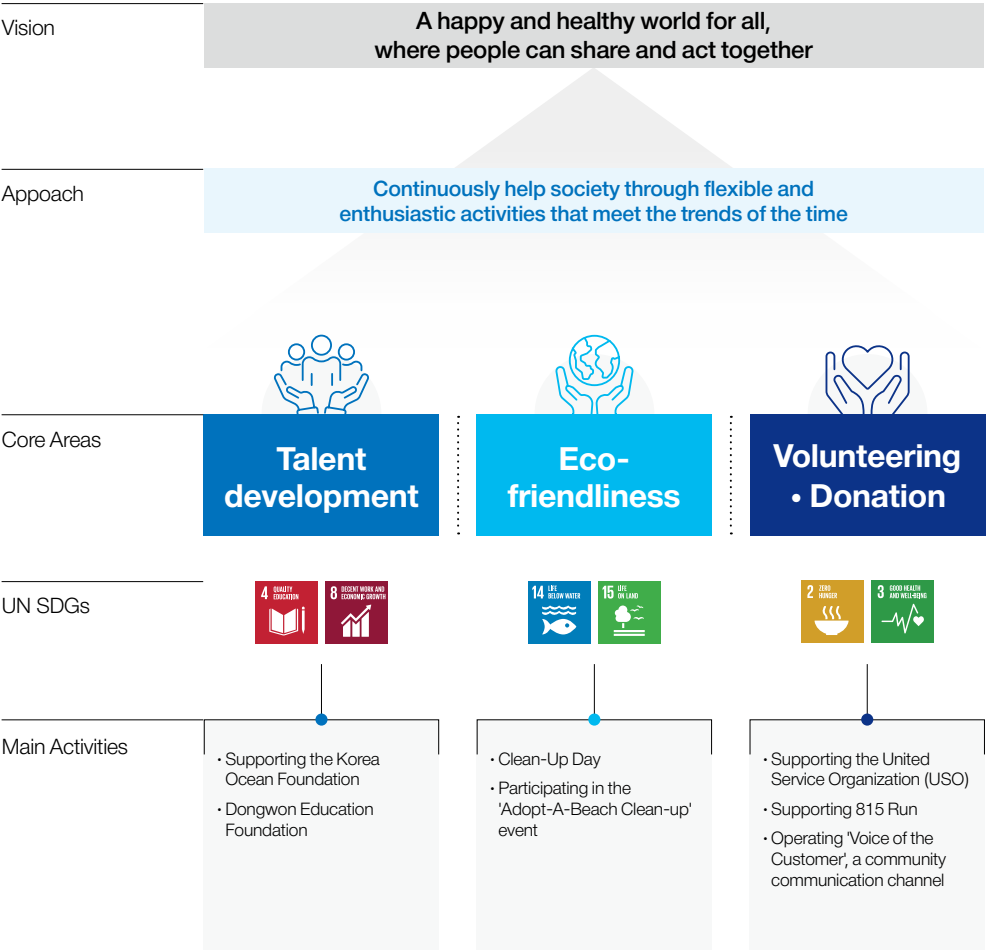 Vision
A happy and healthy world for all,
where people can share and act together
Appoach
Continuously help society through flexible and
enthusiastic activities that meet the trends of the time
Core Areas
Talent
development
Eco-
friendliness
Volunteering
• Donation
UN SDGs
4 QUALITY
EDUCATION
8 DECENT WORK AND
ECONOMIC GROWTH
14 LIFE
BELOW WATER
15 LIFE
ON LAND
2 ZERO
HUNGER
3 GOOD HEALTH
AND WELL-BEING
Main Activities
• Supporting the Korea
Ocean Foundation
• Dongwon Education
Foundation
• Clean-Up Day
• Participating in the
'Adopt-A-Beach Clean-up'
event
• Supporting the United
Service Organization (USO)
• Supporting 815 Run
• Operating 'Voice of the
Customer', a community
communication channel